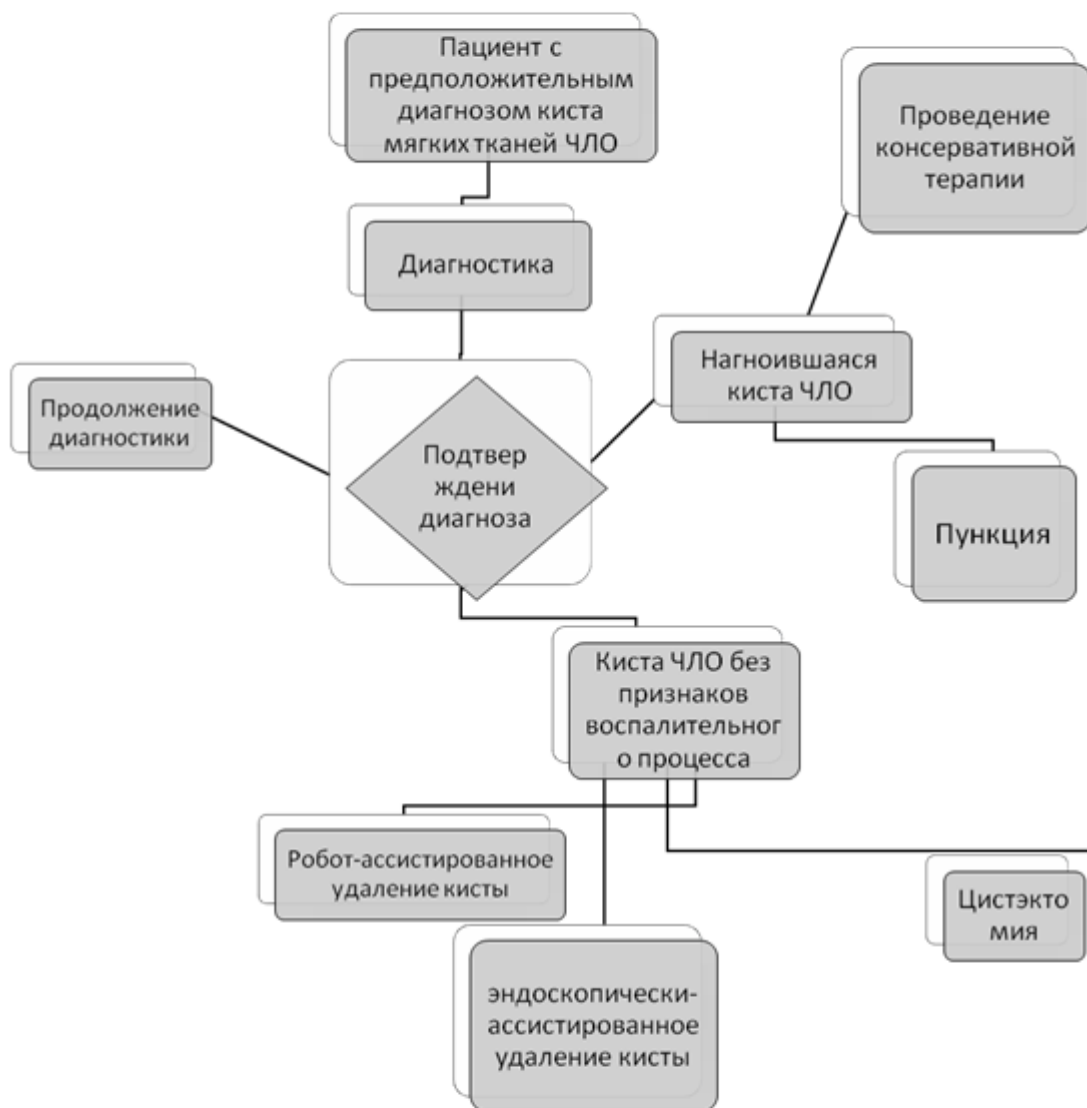 Пациент с
предположительным
диагнозом киста
мягких тканей ЧЛО
Проведение
консервативной
терапии
Диагностика
Нагноившаяся
киста ЧЛО
Продолжение
диагностики
Подтвер
ждени
диагноза
Пункция
Киста ЧЛО без
признаков
воспалительног
о процесса
Робот-ассистированное
удаление кисты
Цистэкто
мия
эндоскопически-
ассистированное
удаление кисты